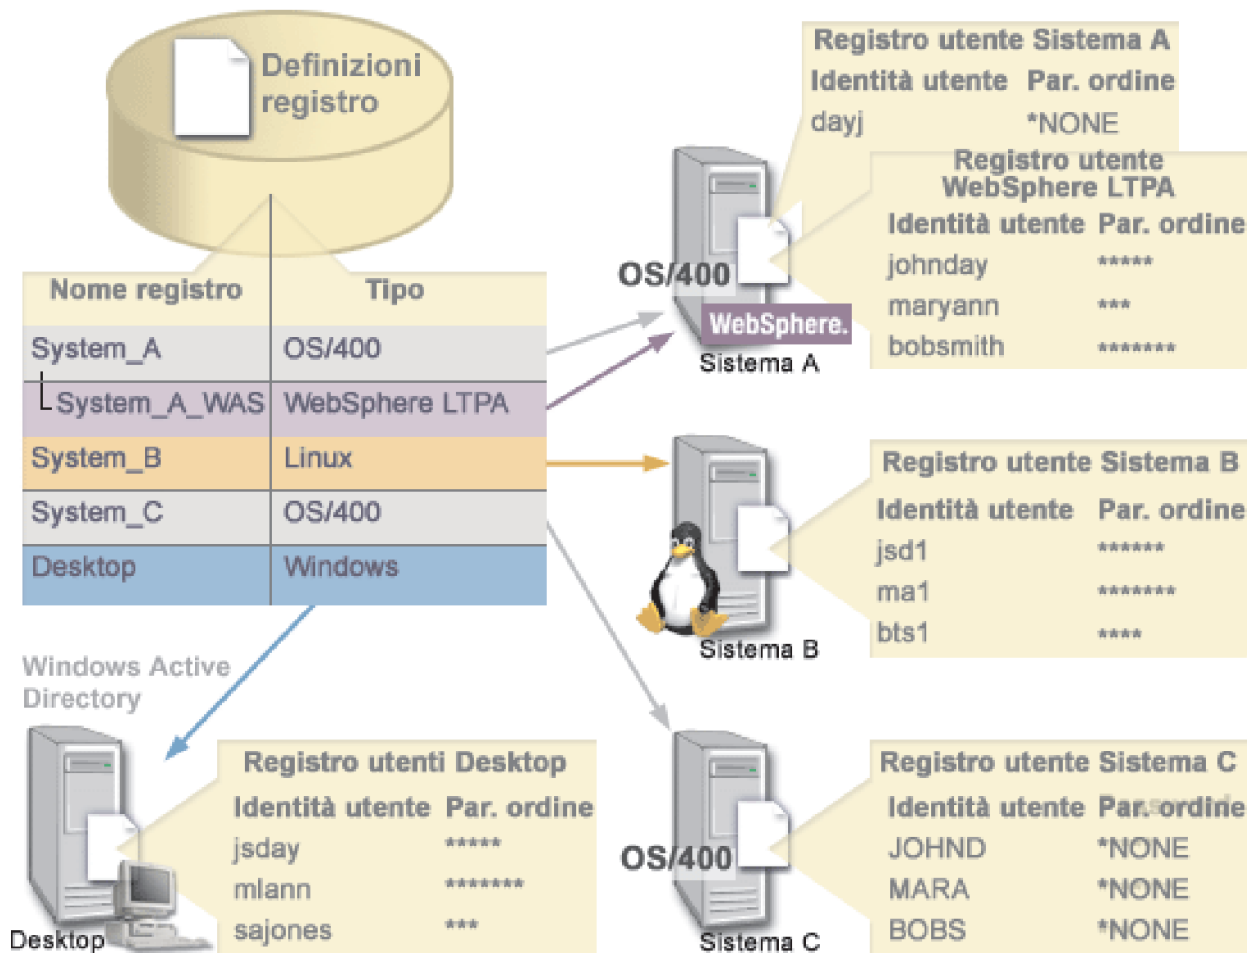 Definizioni
registro
Nome registro Tipo
System_A OS/400
System_A_WAS WebSphere LTPA
System_B Linux
System_C OS/400
Desktop Windows
Registro utente Sistema A
Identità utente Par. ordine
dayj *NONE
Registro utente
WebSphere LTPA
Identità utente Par. ordine
johnday *****
maryann ***
bobsmith *******
OS/400
WebSphere.
Sistema A
Registro utente Sistema B
Identità utente Par. ordine
jsd1 ******
ma1 *******
bts1 ****
Sistema B
Windows Active
Directory
Registro utenti Desktop
Identità utente Par. ordine
jsday *****
mlann *******
sajones ***
Desktop
Registro utente Sistema C
Identità utente Par. ordine
JOHND *NONE
MARA *NONE
BOBS *NONE
OS/400
Sistema C